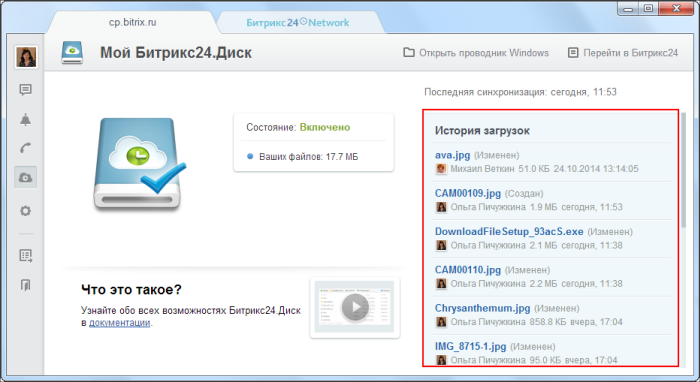 cp.bitrix.ru
Битрикс24 Network
Мой Битрикс24.Диск
Открыть проводник Windows
Перейти в Битрикс24
Последняя синхронизация: сегодня, 11:53
Состояние: Включено
Ваших файлов: 17.7 МБ
История загрузок
ava.jpg (Изменен)
Михаил Веткин 51.0 КБ 24.10.2014 13:14:05
CAM00109.jpg (Создан)
Ольга Пичужкина 1.9 МБ сегодня, 11:53
DownloadFileSetup_93acS.exe (Изменен)
Ольга Пичужкина 2.1 МБ сегодня, 11:38
CAM00110.jpg (Изменен)
Ольга Пичужкина 2.2 МБ сегодня, 11:38
Chrysanthemum.jpg (Изменен)
Ольга Пичужкина 858.8 КБ вчера, 17:04
IMG_8715-1.jpg (Изменен)
Ольга Пичужкина 95.0 КБ вчера, 17:04
Что это такое?
Узнайте обо всех возможностях Битрикс24.Диск
в документации.